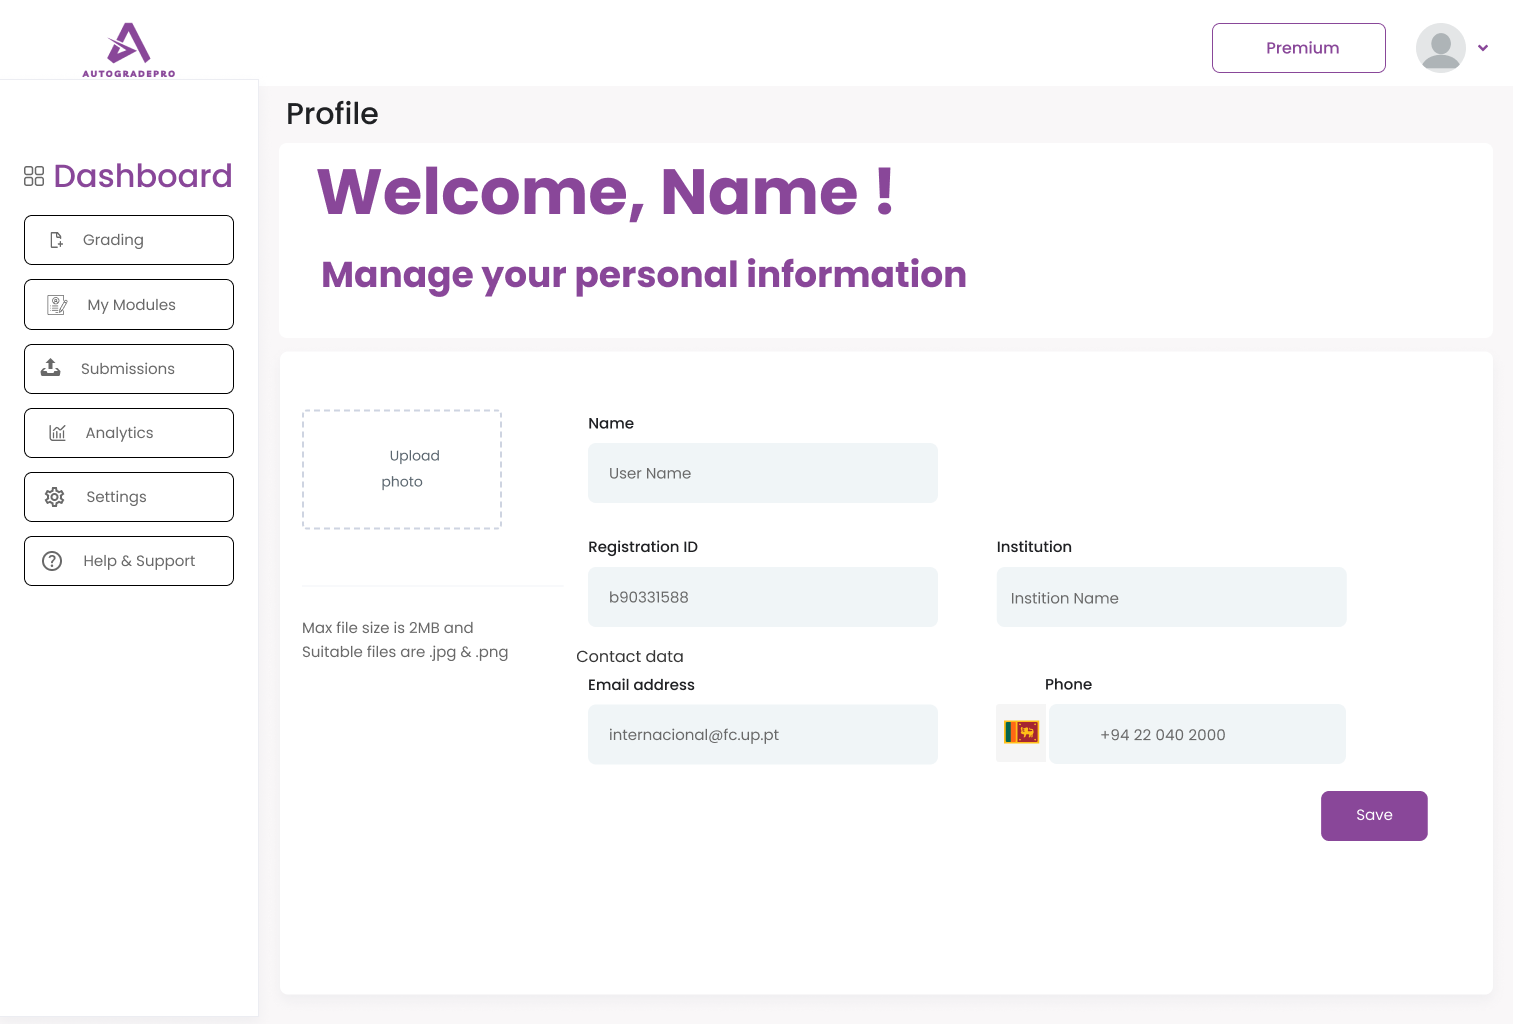 AUTOGRADEPRO
Premium
Profile
Dashboard
Grading
My Modules
Submissions
Analytics
Settings
Help & Support
Welcome, Name !
Manage your personal information
Upload
photo
Max file size is 2MB and
Suitable files are .jpg & .png
Name
User Name
Registration ID
Institution
b90331588
Instition Name
Contact data
Email address
Phone
internacional@fc.up.pt
+94 22 040 2000
Save